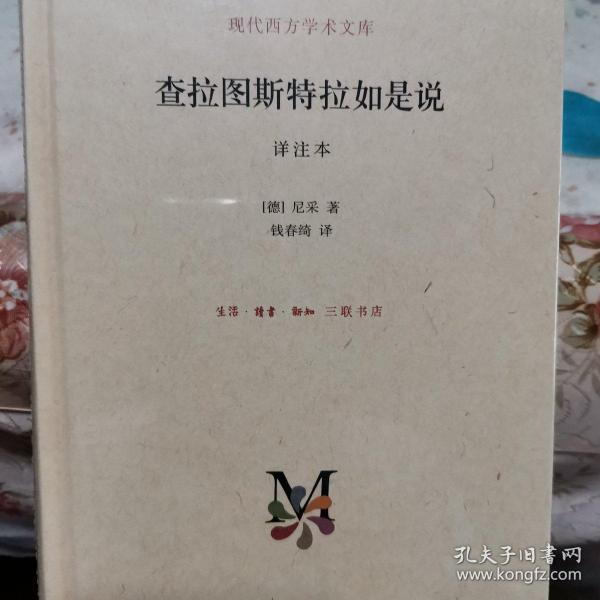 现代西方学术文库
查拉图斯特拉如是说
详注本
[德] 尼采 著
钱春绮 译
生活·讀書·新知 三联书店
M
孔夫子旧书网
www.kongfz.com